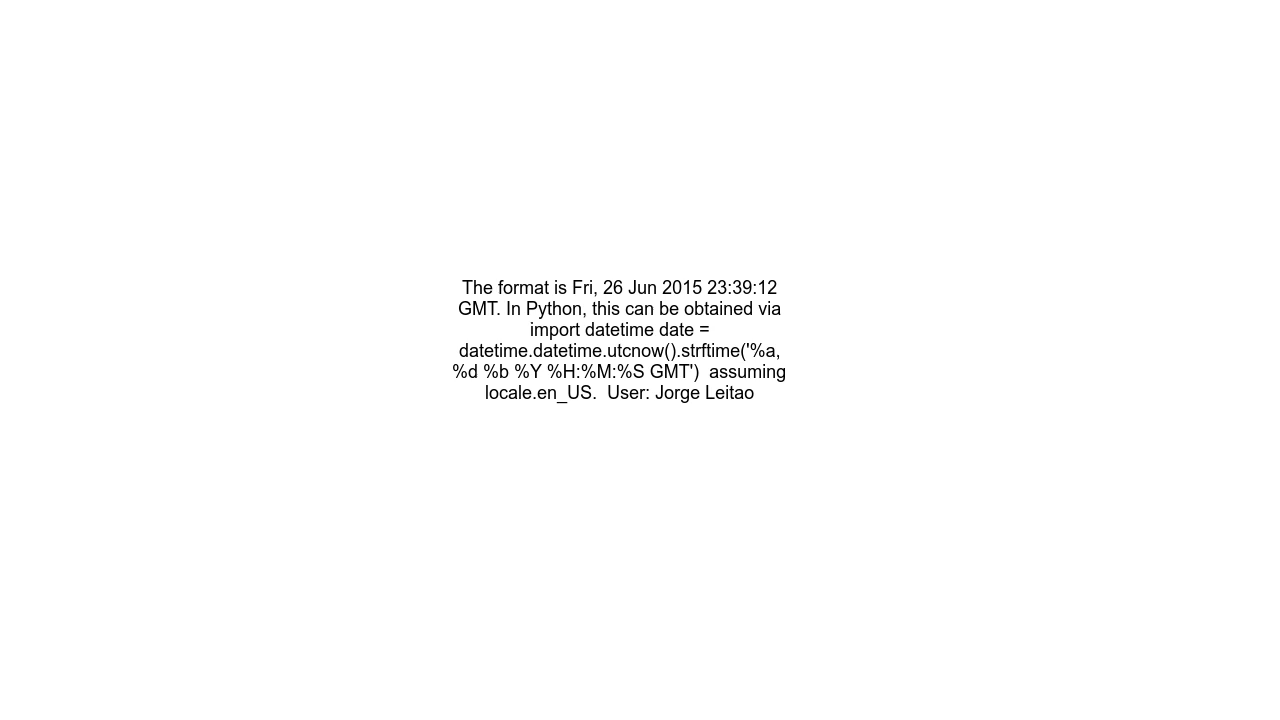 The format is Fri, 26 Jun 2015 23:39:12
GMT. In Python, this can be obtained via
import datetime date =
datetime.datetime.utcnow().strftime('%a,
%d %b %Y %H:%M:%S GMT')  assuming
locale.en_US.  User: Jorge Leitao